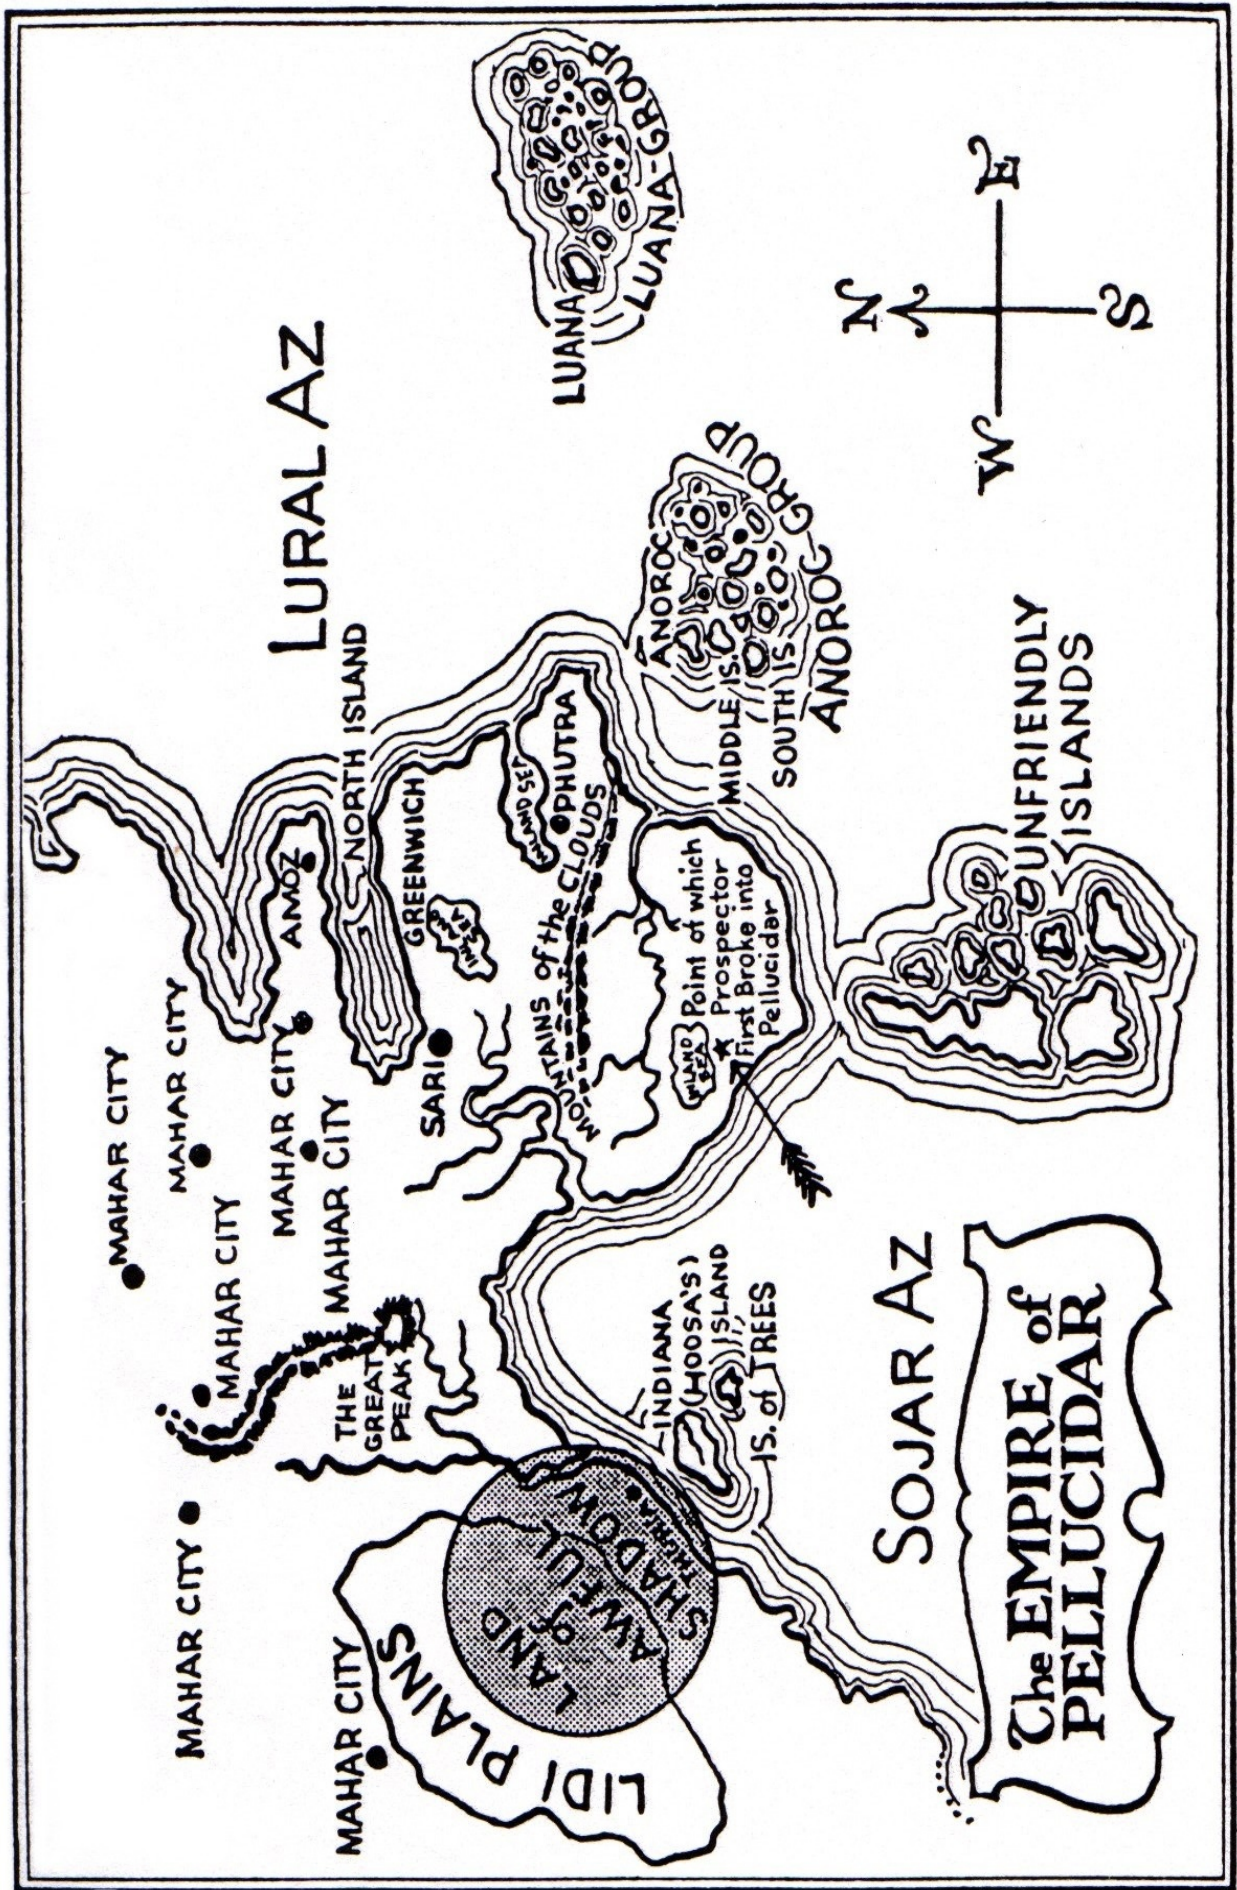 MAHAR CITY
MAHAR CITY
MAHAR CITY
MAHAR CITY
MAHAR CITY
MAHAR CITY
MAHAR CITY
AMOZ
LURAL AZ
NORTH ISLAND
THE
GREAT
PEAK
SARI
GREENWICH
INLAND
SEA
INLAND SEA
PHUTRA
LIDI PLAINS
LAND
OF
AWFUL
SHADOW
THURIA
MOUNTAINS of the CLOUDS
LUANA
LUANA-GROUP
ANOROC
MIDDLE IS.
SOUTH IS.
ANOROC GROUP
INLAND
SEA
Point of which
Prospector
First Broke into
Pellucidar
INDIANA
(HOOSA'S)
ISLAND
IS. of TREES
SOJAR AZ
UNFRIENDLY
ISLANDS
N
W E
S
The EMPIRE of
PELLUCIDAR